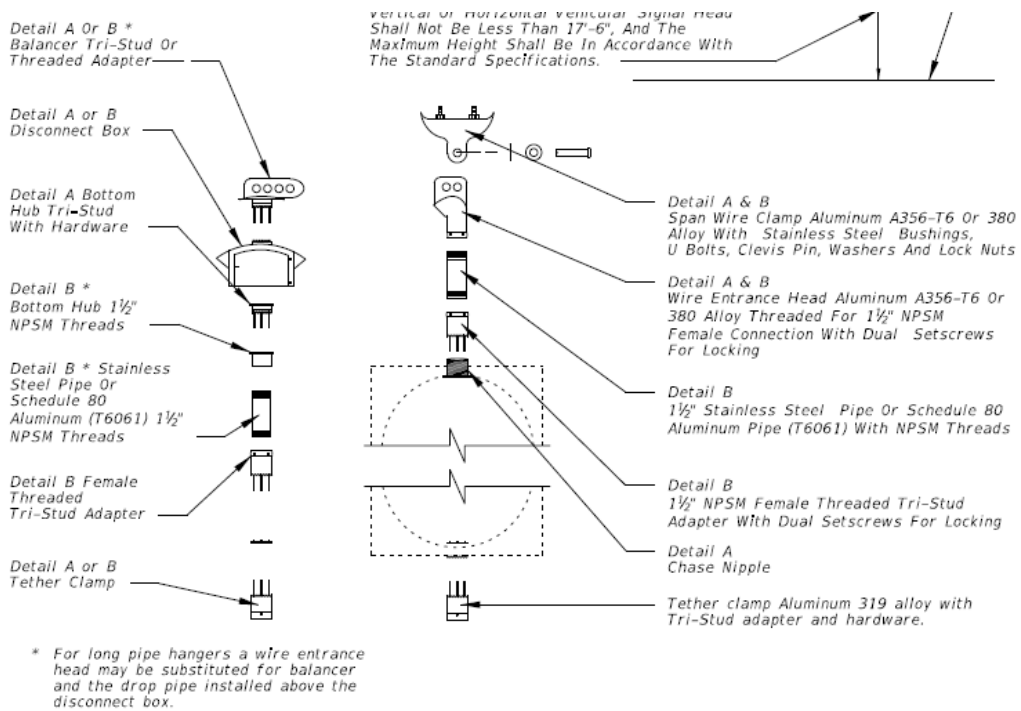 Detail A Or B *
Balancer Tri-Stud Or
Threaded Adapter
Detail A or B
Disconnect Box
Detail A Bottom
Hub Tri-Stud
With Hardware
Detail B *
Bottom Hub 1½"
NPSM Threads
Detail B * Stainless
Steel Pipe Or
Schedule 80
Aluminum (T6061) 1½"
NPSM Threads
Detail B Female
Threaded
Tri-Stud Adapter
Detail A or B
Tether Clamp
* For long pipe hangers a wire entrance
head may be substituted for balancer
and the drop pipe installed above the
disconnect box.
Vertical Or Horizontal Vehicular Signal Head
Shall Not Be Less Than 17'-6", And The
Maximum Height Shall Be In Accordance With
The Standard Specifications.
Detail A & B
Span Wire Clamp Aluminum A356-T6 Or 380
Alloy With Stainless Steel Bushings,
U Bolts, Clevis Pin, Washers And Lock Nuts
Detail A & B
Wire Entrance Head Aluminum A356-T6 Or
380 Alloy Threaded For 1½" NPSM
Female Connection With Dual Setscrews
For Locking
Detail B
1½" Stainless Steel Pipe Or Schedule 80
Aluminum Pipe (T6061) With NPSM Threads
Detail B
1½" NPSM Female Threaded Tri-Stud
Adapter With Dual Setscrews For Locking
Detail A
Chase Nipple
Tether clamp Aluminum 319 alloy with
Tri-Stud adapter and hardware.